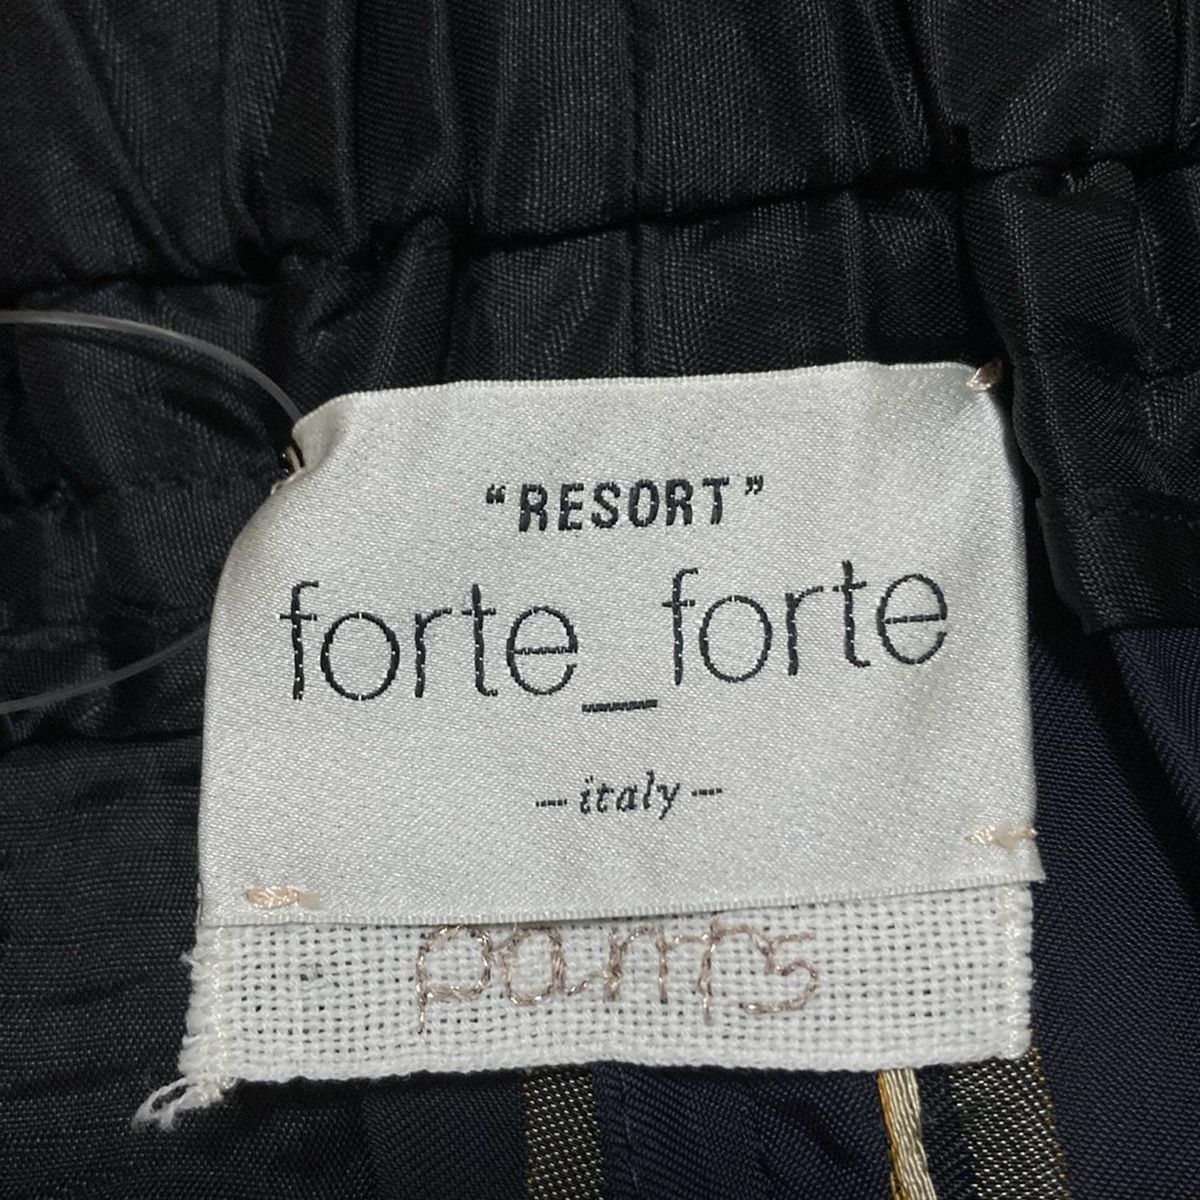 “RESORT”
forte_forte
-italy-
pants